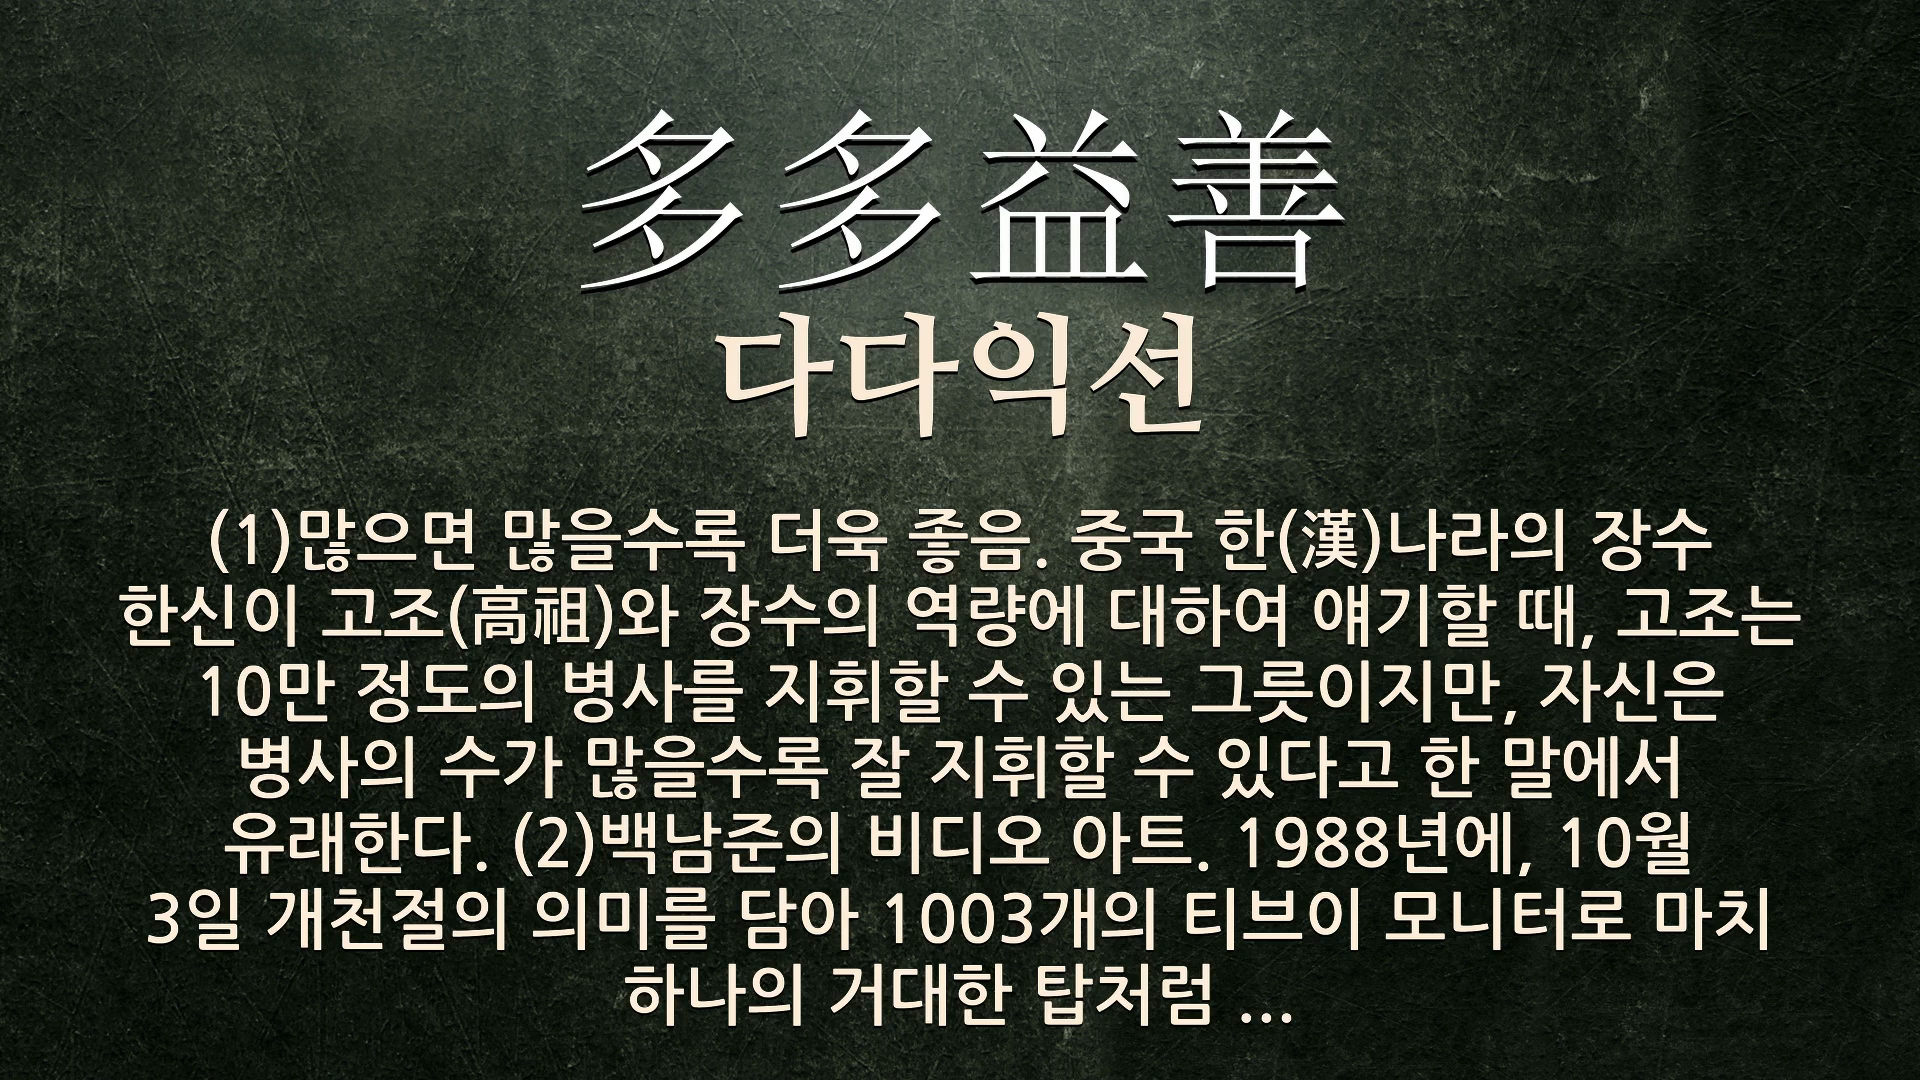 多多益善
다다익선
(1)많으면 많을수록 더욱 좋음. 중국 한(漢)나라의 장수
한신이 고조(高祖)와 장수의 역량에 대하여 얘기할 때, 고조는
10만 정도의 병사를 지휘할 수 있는 그릇이지만, 자신은
병사의 수가 많을수록 잘 지휘할 수 있다고 한 말에서
유래한다. (2)백남준의 비디오 아트. 1988년에, 10월
3일 개천절의 의미를 담아 1003개의 티브이 모니터로 마치
하나의 거대한 탑처럼 ...